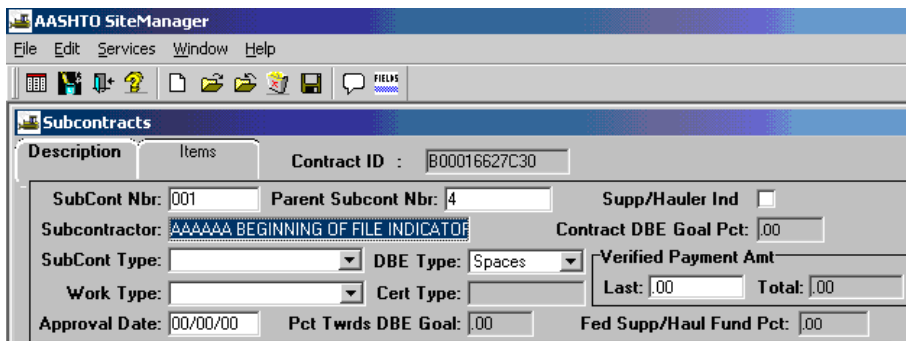 AASHTO SiteManager
File Edit Services Window Help
FIELDS
Subcontracts
Description Items Contract ID : B00016627C30
SubCont Nbr: 001 Parent Subcont Nbr: 4 Supp/Hauler Ind
Subcontractor: AAAAAA BEGINNING OF FILE INDICATOR Contract DBE Goal Pct: .00
SubCont Type: DBE Type: Spaces Verified Payment Amt
Work Type: Cert Type: Last: .00 Total: .00
Approval Date: 00/00/00 Pct Twrds DBE Goal: .00 Fed Supp/Haul Fund Pct: .00